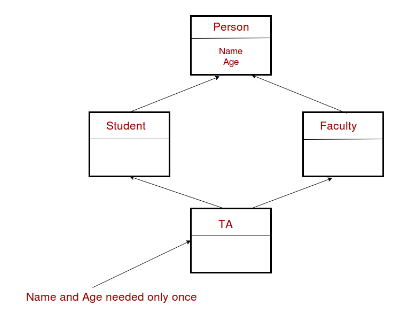 Person
Name
Age
Student
Faculty
TA
Name and Age needed only once